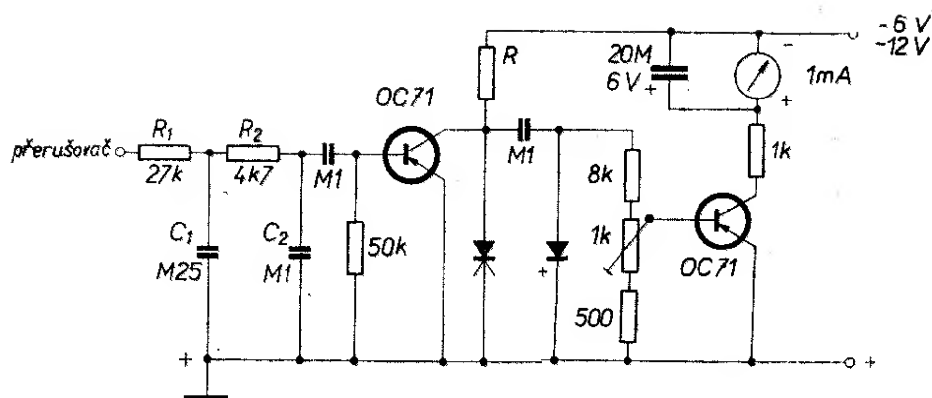 - 6 V
- 12 V
R
20M
6V +
-
+
1mA
OC71
přerušovač
R1
27k
R2
4k7
M1
M1
8k
1k
1k
C1
M25
C2
M1
50k
+
OC71
500
+
+